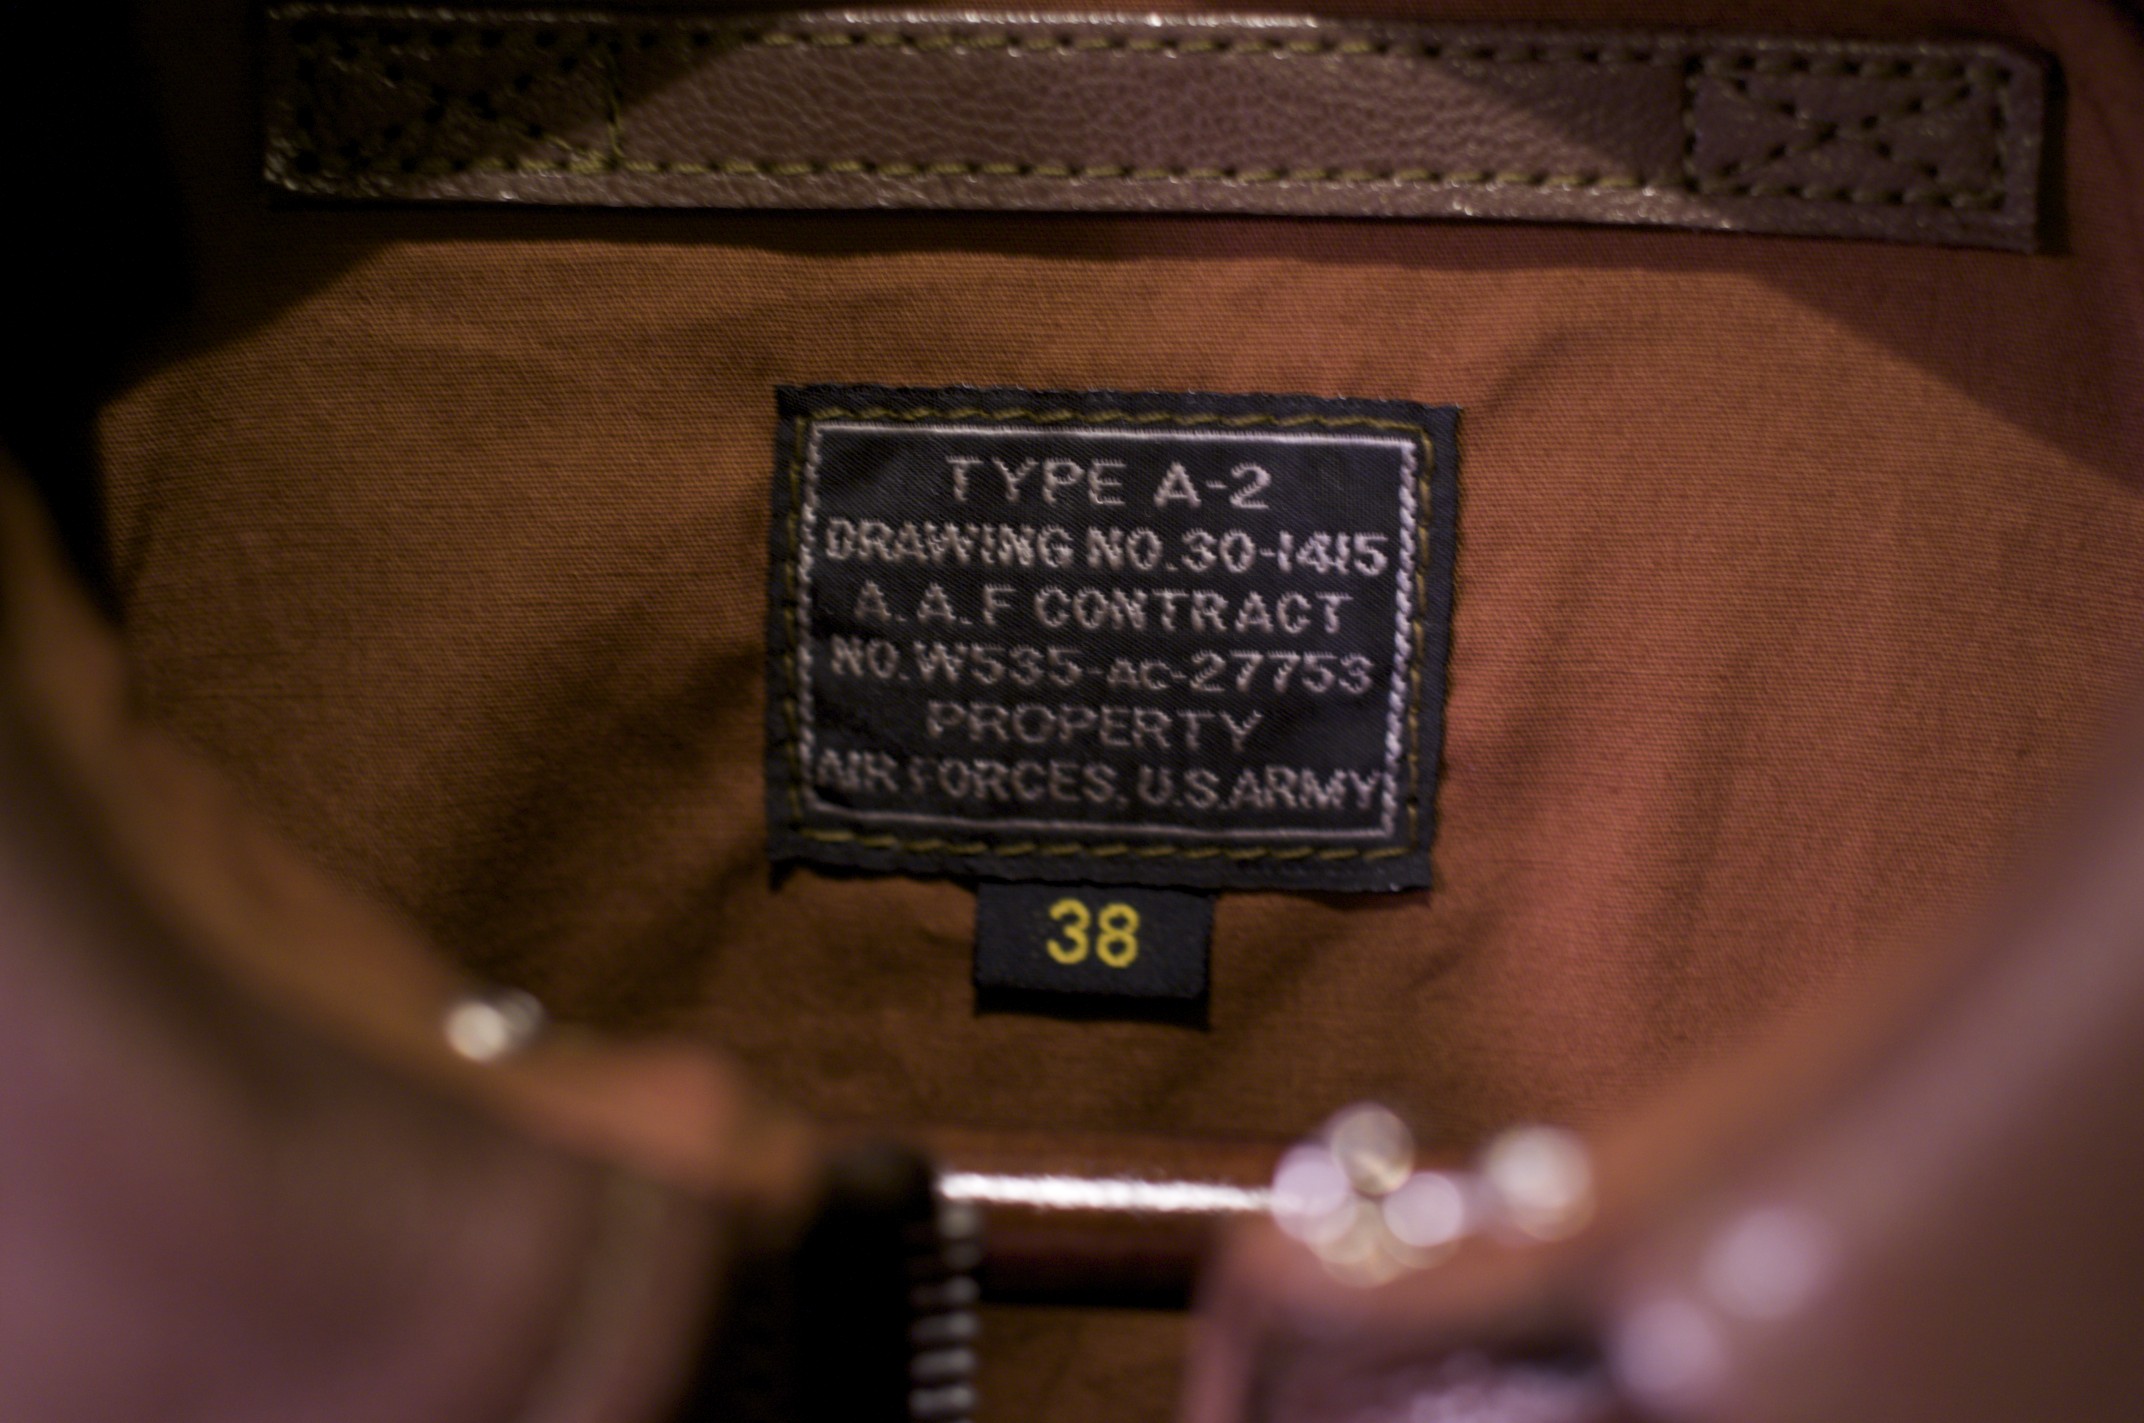 TYPE A-2
DRAWING NO.30-1415
A.A.F CONTRACT
NO.W535-AC-27753
PROPERTY
AIR FORCES, U.S.ARMY
38